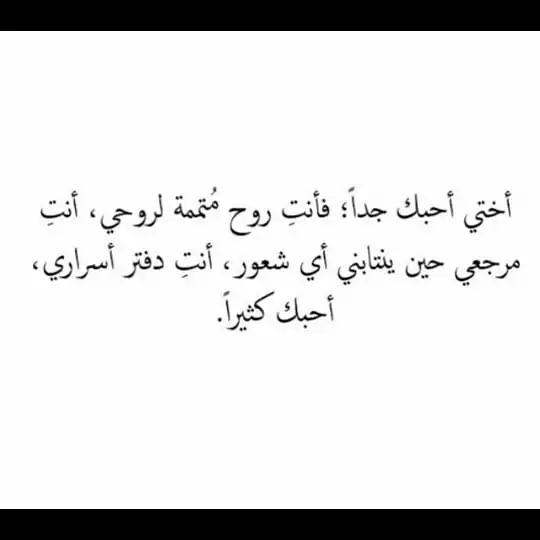 أختي أحبك جداً؛ فأنتِ روح مُتممة لروحي، أنتِ
مرجعي حين ينتابني أي شعور، أنتِ دفتر أسراري،
أحبك كثيراً.